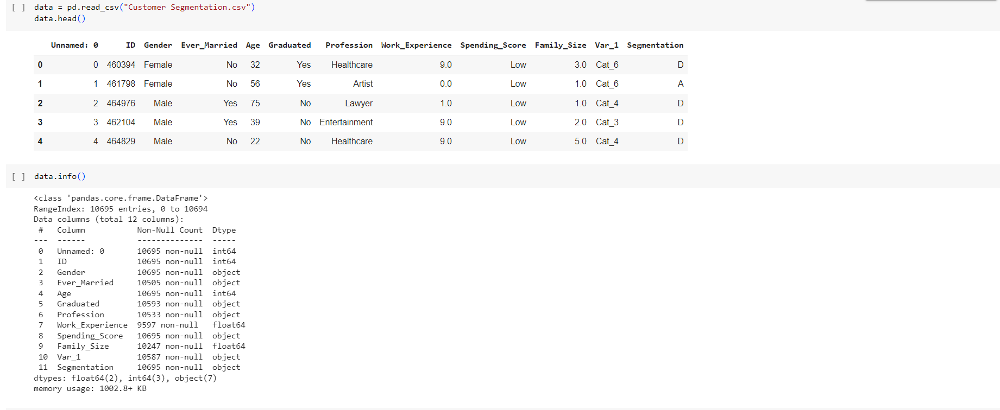 [ ] data = pd.read_csv("Customer Segmentation.csv")
data.head()
Unnamed: 0 ID Gender Ever_Married Age Graduated Profession Work_Experience Spending_Score Family_Size Var_1 Segmentation
0 0 460394 Female No 32 Yes Healthcare 9.0 Low 3.0 Cat_6 D
1 1 461798 Female No 56 Yes Artist 0.0 Low 1.0 Cat_6 A
2 2 464976 Male Yes 75 No Lawyer 1.0 Low 1.0 Cat_4 D
3 3 462104 Male Yes 39 No Entertainment 9.0 Low 2.0 Cat_3 D
4 4 464829 Male No 22 No Healthcare 9.0 Low 5.0 Cat_4 D
[ ] data.info()
<class 'pandas.core.frame.DataFrame'>
RangeIndex: 10695 entries, 0 to 10694
Data columns (total 12 columns):
# Column Non-Null Count Dtype
--- ------ -------------- -----
0 Unnamed: 0 10695 non-null int64
1 ID 10695 non-null int64
2 Gender 10695 non-null object
3 Ever_Married 10505 non-null object
4 Age 10695 non-null int64
5 Graduated 10593 non-null object
6 Profession 10533 non-null object
7 Work_Experience 9597 non-null float64
8 Spending_Score 10695 non-null object
9 Family_Size 10247 non-null float64
10 Var_1 10587 non-null object
11 Segmentation 10695 non-null object
dtypes: float64(2), int64(3), object(7)
memory usage: 1002.8+ KB